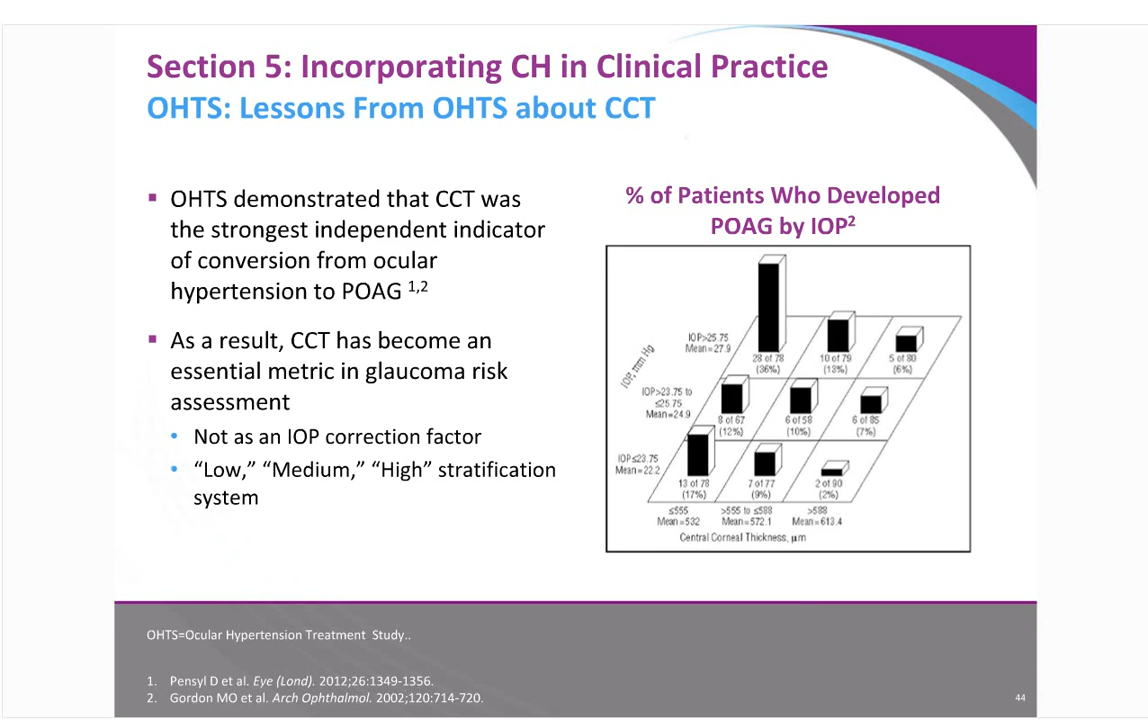 Section 5: Incorporating CH in Clinical Practice
OHTS: Lessons From OHTS about CCT
▪ OHTS demonstrated that CCT was
the strongest independent indicator
of conversion from ocular
hypertension to POAG 1,2
▪ As a result, CCT has become an
essential metric in glaucoma risk
assessment
• Not as an IOP correction factor
• “Low,” “Medium,” “High” stratification
system
% of Patients Who Developed
POAG by IOP2
IOP, mm Hg
IOP>25.75
Mean=27.9
28 of 78
(36%)
10 of 79
(13%)
5 of 80
(6%)
IOP>23.75 to
≤25.75
Mean=24.9
8 of 67
(12%)
6 of 58
(10%)
6 of 85
(7%)
IOP≤23.75
Mean=22.2
13 of 78
(17%)
7 of 77
(9%)
2 of 90
(2%)
≤555
Mean=532
>555 to ≤588
Mean=572.1
>588
Mean=613.4
Central Corneal Thickness, µm
OHTS=Ocular Hypertension Treatment Study..
1. Pensyl D et al. Eye (Lond). 2012;26:1349-1356.
2. Gordon MO et al. Arch Ophthalmol. 2002;120:714-720.
44